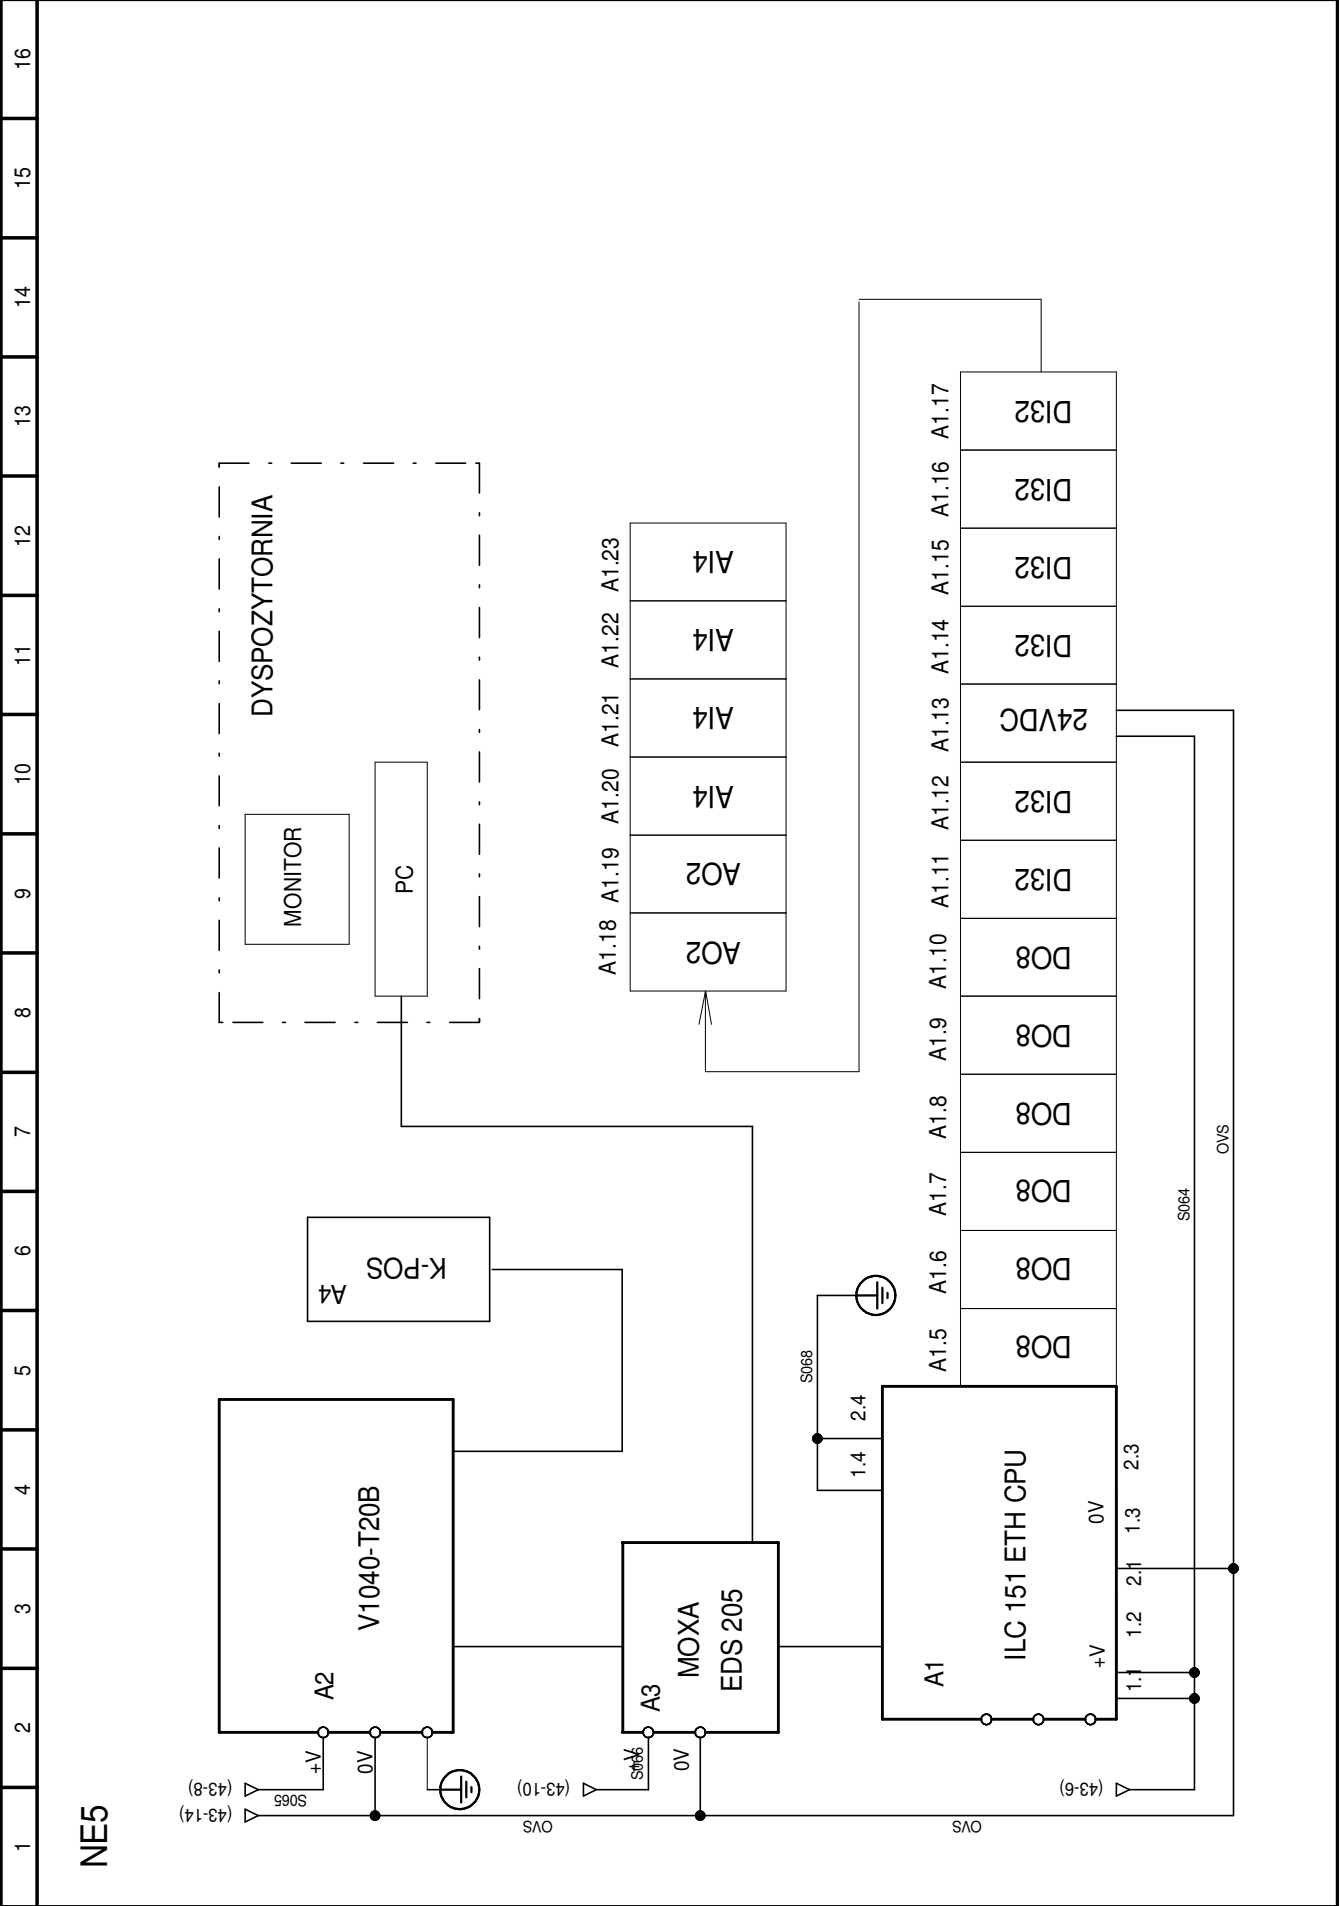 NE5
1
2
3
4
5
6
7
8
9
10
11
12
13
14
15
16
DYSPOZYTORNIA
MONITOR
PC
A4
K-POS
V1040-T20B
A2
+V
0V
(43-8)
(43-14)
S065
MOXA
EDS 205
A3
+V
S066
0V
(43-10)
0VS
0VS
A1.18
A1.19
A1.20
A1.21
A1.22
A1.23
AO2
AO2
AI4
AI4
AI4
AI4
ILC 151 ETH CPU
A1
1.4
2.4
S068
+V
0V
1.1
1.2
2.1
1.3
2.3
(43-6)
A1.5
A1.6
A1.7
A1.8
A1.9
A1.10
A1.11
A1.12
A1.13
A1.14
A1.15
A1.16
A1.17
DO8
DO8
DO8
DO8
DO8
DO8
DI32
DI32
24VDC
DI32
DI32
DI32
DI32
S064
0VS